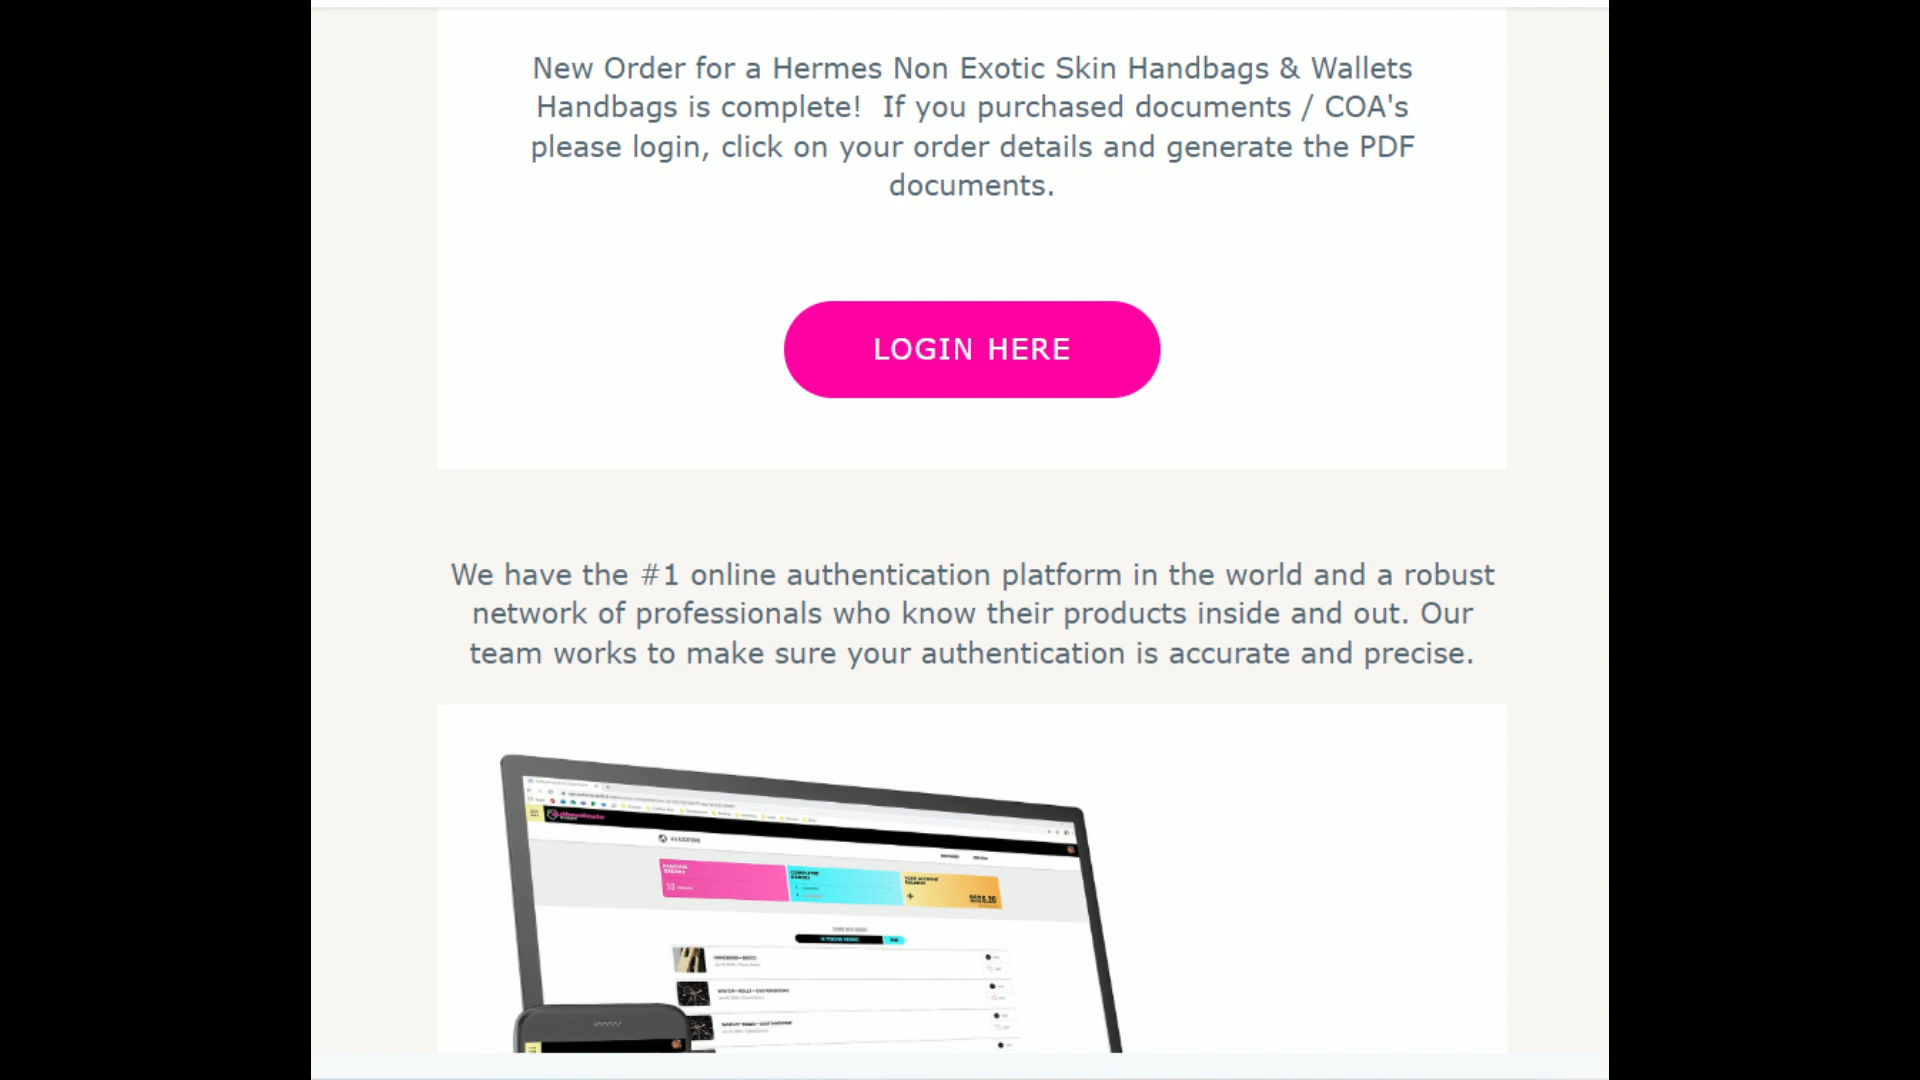 New Order for a Hermes Non Exotic Skin Handbags & Wallets
Handbags is complete!  If you purchased documents / COA's
please login, click on your order details and generate the PDF
documents.
LOGIN HERE
We have the #1 online authentication platform in the world and a robust
network of professionals who know their products inside and out. Our
team works to make sure your authentication is accurate and precise.
10
$526.20